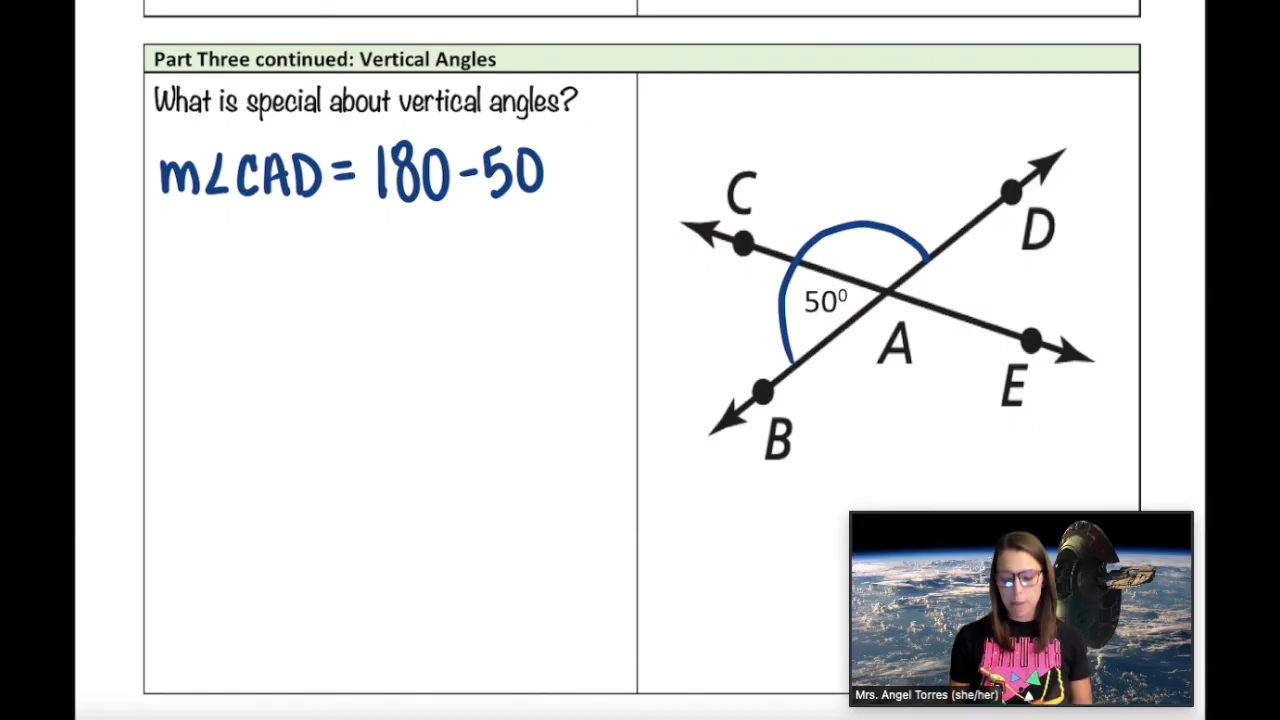 Part Three continued: Vertical Angles
What is special about vertical angles?
m∠CAD = 180-50
C
D
50⁰
A
E
B
Mrs. Angel Torres (she/her)